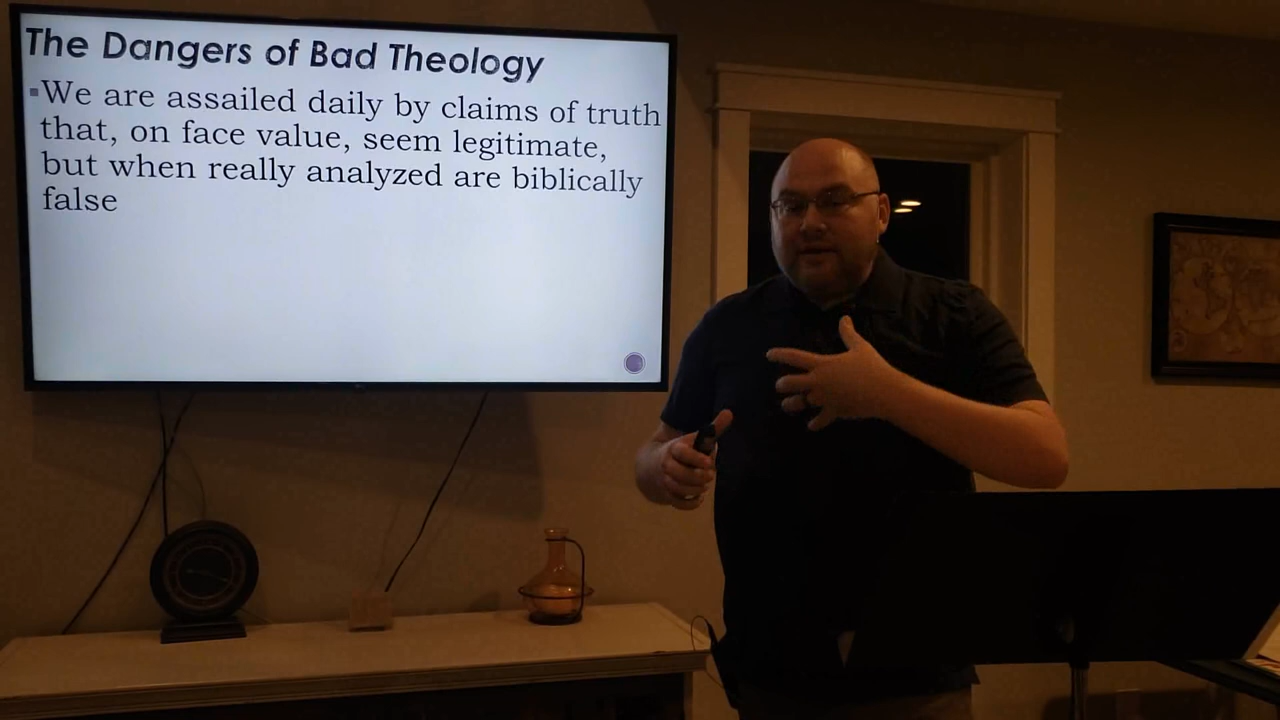 The Dangers of Bad Theology
We are assailed daily by claims of truth
that, on face value, seem legitimate,
but when really analyzed are biblically
false